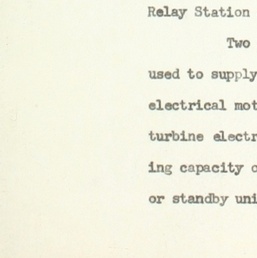 Relay Station
Two
used to supply
electrical mot
turbine electr
ing capacity
or standby uni